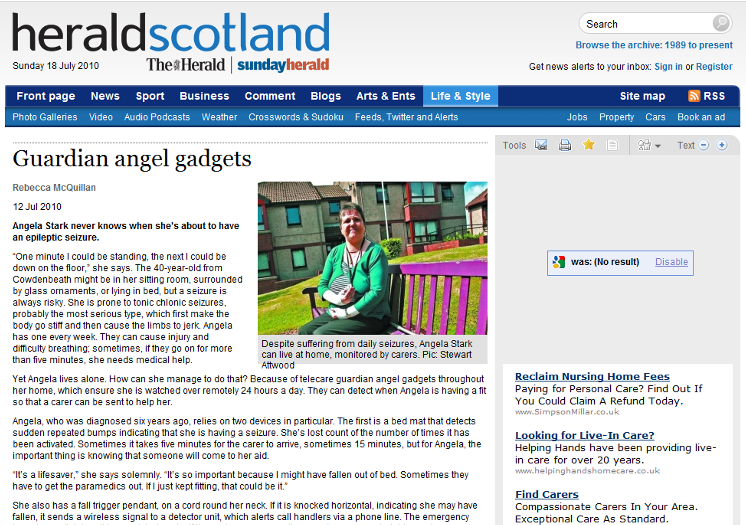 heraldscotland
Search
Browse the archive: 1989 to present
Sunday 18 July 2010
The Herald | sundayherald
Get news alerts to your inbox: Sign in or Register
Front page News Sport Business Comment Blogs Arts & Ents Life & Style Site map RSS
Photo Galleries Video Audio Podcasts Weather Crosswords & Sudoku Feeds, Twitter and Alerts Jobs Property Cars Book an ad
Guardian angel gadgets
Rebecca McQuillan
12 Jul 2010
Angela Stark never knows when she's about to have
an epileptic seizure.
“One minute I could be standing, the next I could be
down on the floor,” she says. The 40-year-old from
Cowdenbeath might be in her sitting room, surrounded
by glass ornaments, or lying in bed, but a seizure is
always risky. She is prone to tonic chlonic seizures,
probably the most serious type, which first make the
body go stiff and then cause the limbs to jerk. Angela
has one every week. They can cause injury and
difficulty breathing; sometimes, if they go on for more
than five minutes, she needs medical help.
Despite suffering from daily seizures, Angela Stark
can live at home, monitored by carers. Pic: Stewart
Attwood
Yet Angela lives alone. How can she manage to do that? Because of telecare guardian angel gadgets throughout
her home, which ensure she is watched over remotely 24 hours a day. They can detect when Angela is having a fit
so that a carer can be sent to help her.
Angela, who was diagnosed six years ago, relies on two devices in particular. The first is a bed mat that detects
sudden repeated bumps indicating that she is having a seizure. She's lost count of the number of times it has
been activated. Sometimes it takes five minutes for the carer to arrive, sometimes 15 minutes, but for Angela, the
important thing is knowing that someone will come to her aid.
“It's a lifesaver,” she says solemnly. “It's so important because I might have fallen out of bed. Sometimes they
have to get the paramedics out. If I just kept fitting, that could be it.”
She also has a fall trigger pendant, on a cord round her neck. If it is knocked horizontal, indicating she may have
fallen, it sends a wireless signal to a detector unit, which alerts call handlers via a phone line. The emergency
Tools Text
was: (No result) Disable
Reclaim Nursing Home Fees
Paying for Personal Care? Find Out If
You Could Claim A Refund Today.
www.SimpsonMillar.co.uk
Looking for Live-In Care?
Helping Hands have been providing live-
in care for over 20 years.
www.helpinghandshomecare.co.uk
Find Carers
Compassionate Carers In Your Area.
Exceptional Care As Standard.